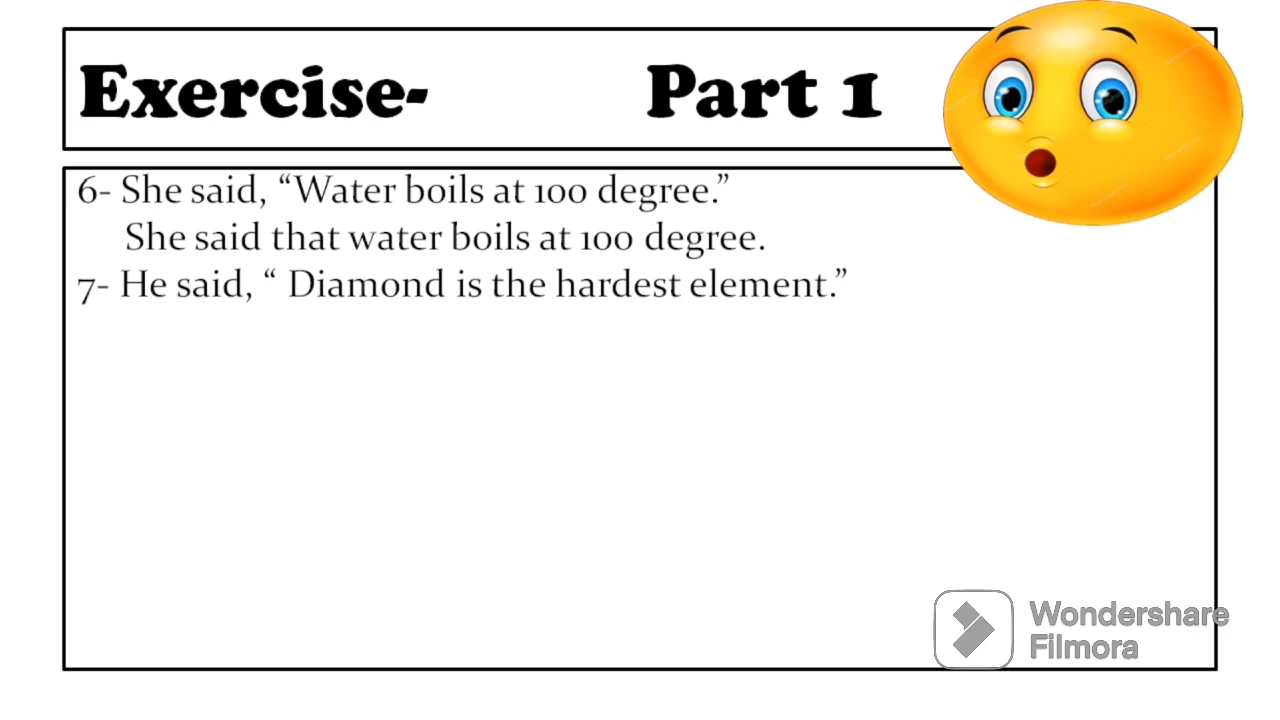 Exercise- Part 1
6- She said, “Water boils at 100 degree.”
She said that water boils at 100 degree.
7- He said, “ Diamond is the hardest element.”
Wondershare
Filmora